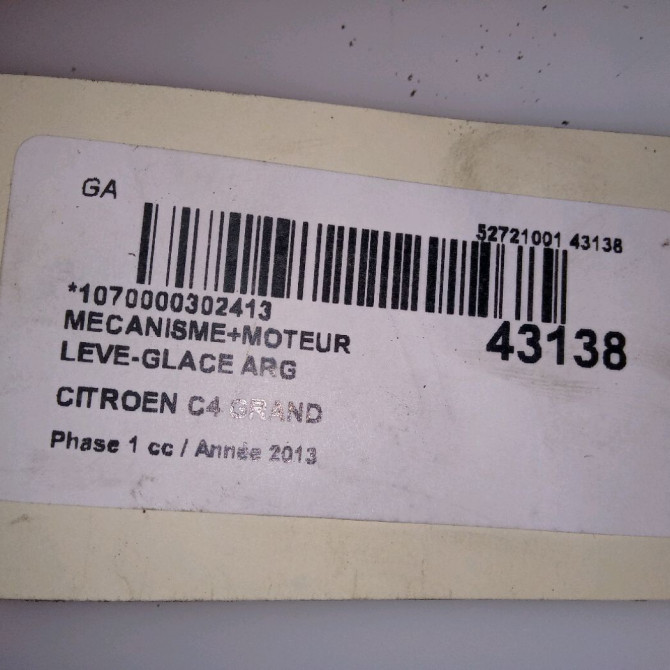 GA
52721001 43138
*1070000302413
43138
MECANISME+MOTEUR
LEVE-GLACE ARG
CITROEN C4 GRAND
Phase 1 cc / Année 2013